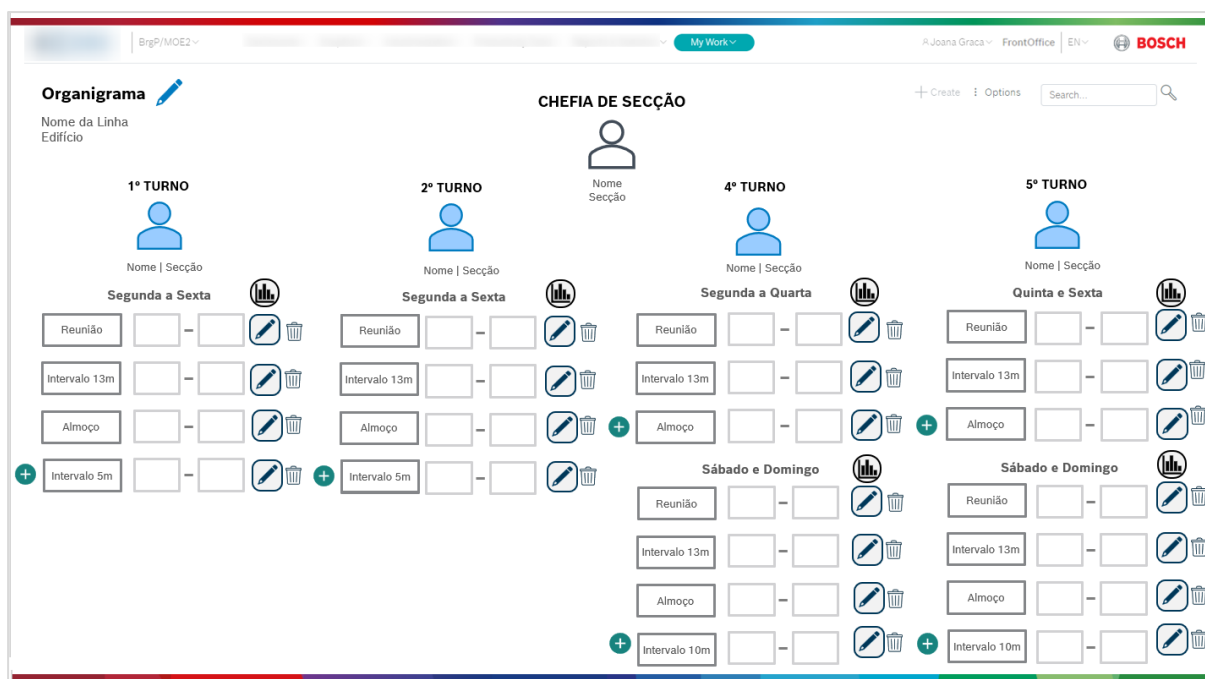 BrgP/MOE2
My Work
Joana Graca
FrontOffice
EN
BOSCH
Organigrama
CHEFIA DE SECÇÃO
Create
Options
Search...
Nome da Linha
Edifício
Nome
Secção
1º TURNO
Nome | Secção
Segunda a Sexta
Reunião –
Intervalo 13m –
Almoço –
Intervalo 5m –
2º TURNO
Nome | Secção
Segunda a Sexta
Reunião –
Intervalo 13m –
Almoço –
Intervalo 5m –
4º TURNO
Nome | Secção
Segunda a Quarta
Reunião –
Intervalo 13m –
Almoço –
Sábado e Domingo
Reunião –
Intervalo 13m –
Almoço –
Intervalo 10m –
5º TURNO
Nome | Secção
Quinta e Sexta
Reunião –
Intervalo 13m –
Almoço –
Sábado e Domingo
Reunião –
Intervalo 13m –
Almoço –
Intervalo 10m –